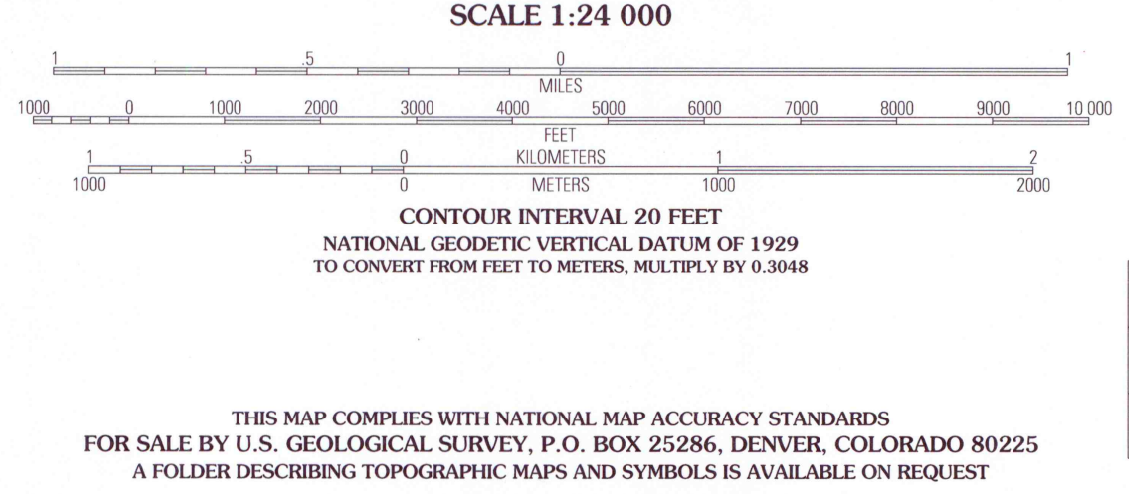 SCALE 1:24 000
1 .5 0 1
MILES
1000 0 1000 2000 3000 4000 5000 6000 7000 8000 9000 10 000
FEET
1 .5 0 KILOMETERS 1 2
1000 0 METERS 1000 2000
CONTOUR INTERVAL 20 FEET
NATIONAL GEODETIC VERTICAL DATUM OF 1929
TO CONVERT FROM FEET TO METERS, MULTIPLY BY 0.3048
THIS MAP COMPLIES WITH NATIONAL MAP ACCURACY STANDARDS
FOR SALE BY U.S. GEOLOGICAL SURVEY, P.O. BOX 25286, DENVER, COLORADO 80225
A FOLDER DESCRIBING TOPOGRAPHIC MAPS AND SYMBOLS IS AVAILABLE ON REQUEST